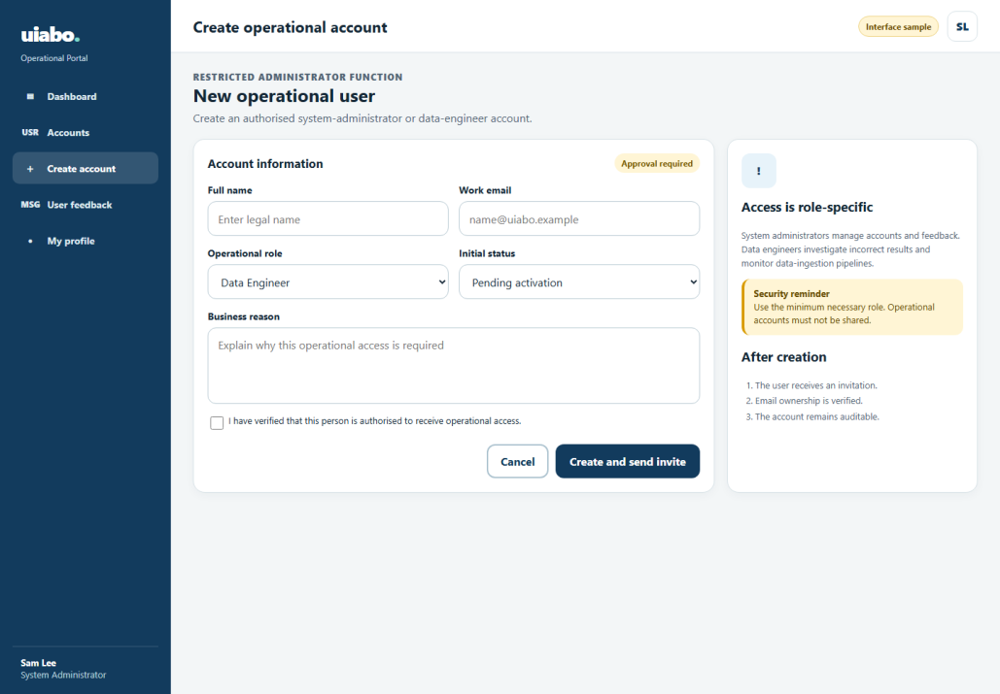 uiabo.
Operational Portal
Dashboard
USR Accounts
+ Create account
MSG User feedback
• My profile
Sam Lee
System Administrator
Create operational account
Interface sample
SL
RESTRICTED ADMINISTRATOR FUNCTION
New operational user
Create an authorised system-administrator or data-engineer account.
Account information
Approval required
Full name
Enter legal name
Work email
name@uiabo.example
Operational role
Data Engineer
Initial status
Pending activation
Business reason
Explain why this operational access is required
I have verified that this person is authorised to receive operational access.
Cancel
Create and send invite
!
Access is role-specific
System administrators manage accounts and feedback.
Data engineers investigate incorrect results and
monitor data-ingestion pipelines.
Security reminder
Use the minimum necessary role. Operational
accounts must not be shared.
After creation
1. The user receives an invitation.
2. Email ownership is verified.
3. The account remains auditable.